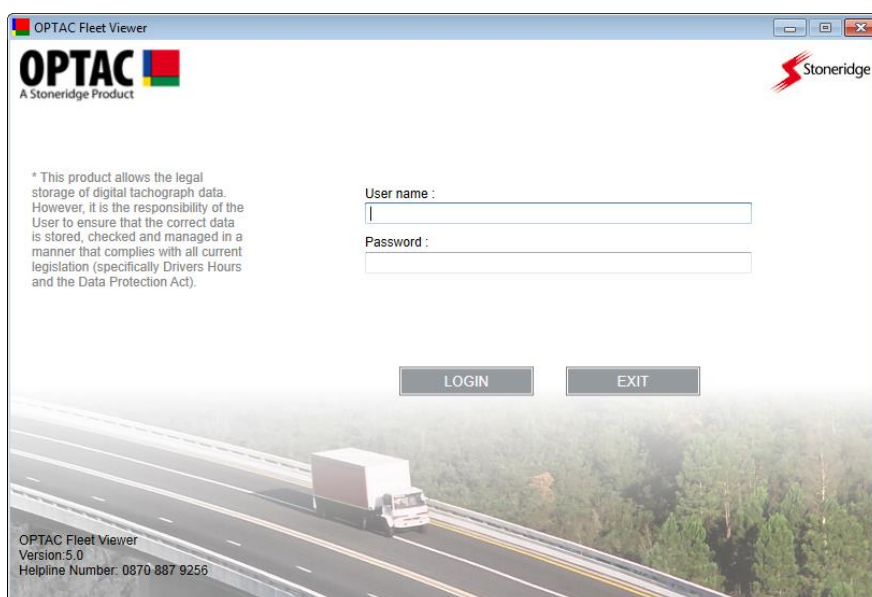 OPTAC Fleet Viewer
OPTAC
A Stoneridge Product
Stoneridge
* This product allows the legal
storage of digital tachograph data.
However, it is the responsibility of the
User to ensure that the correct data
is stored, checked and managed in a
manner that complies with all current
legislation (specifically Drivers Hours
and the Data Protection Act).
User name :
Password :
LOGIN
EXIT
OPTAC Fleet Viewer
Version:5.0
Helpline Number: 0870 887 9256